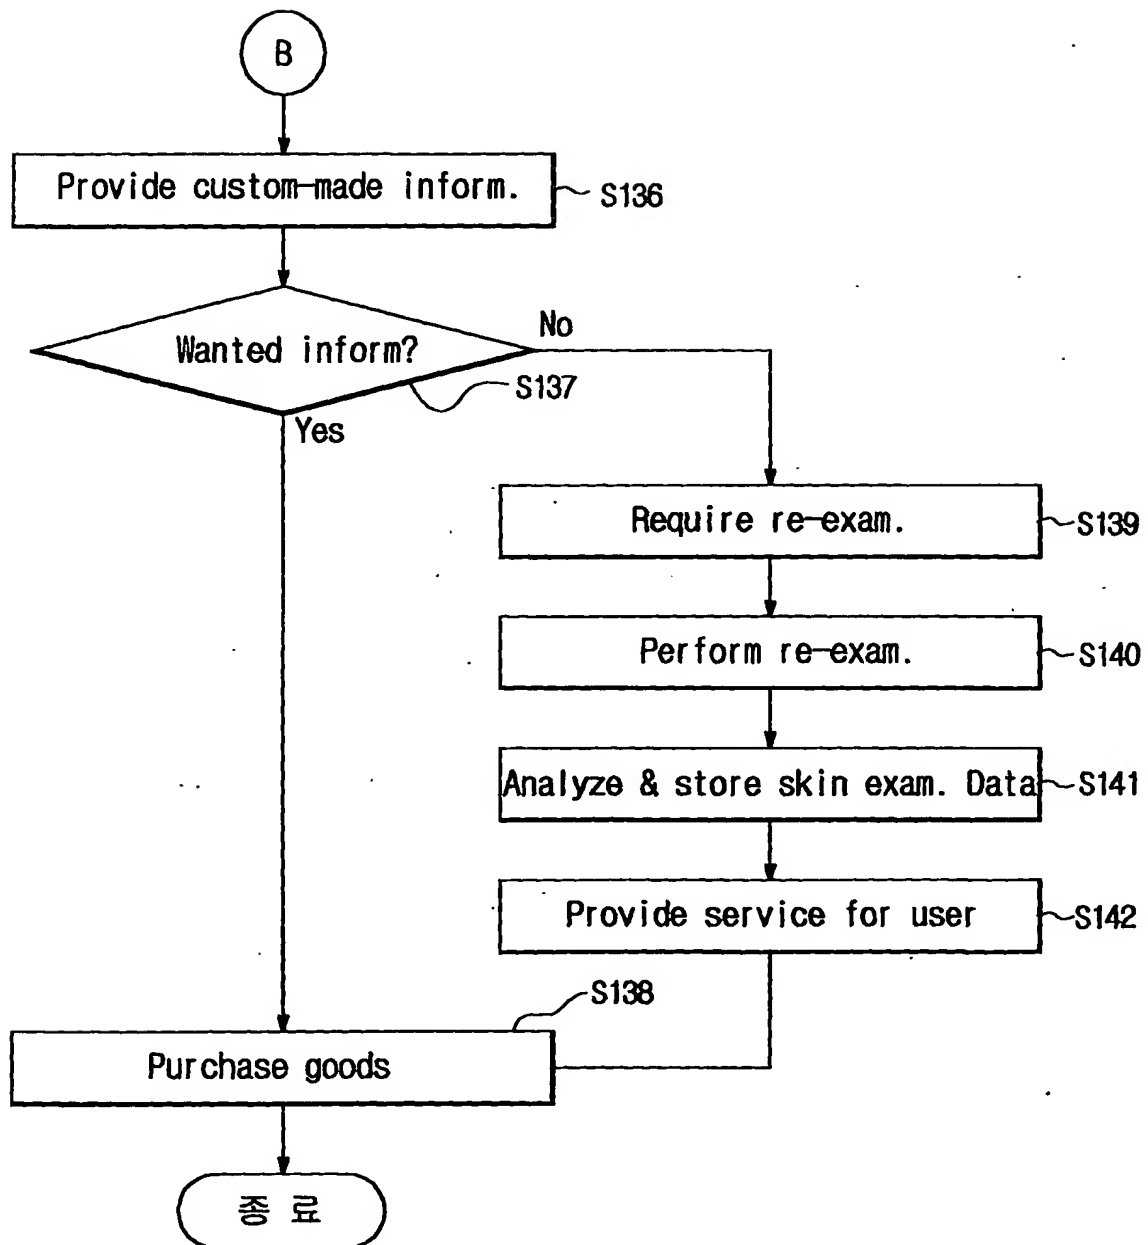 B
Provide custom-made inform.
S136
Wanted inform?
No
S137
Yes
Require re-exam.
S139
Perform re-exam.
S140
Analyze & store skin exam. Data
S141
Provide service for user
S142
S138
Purchase goods
종 료